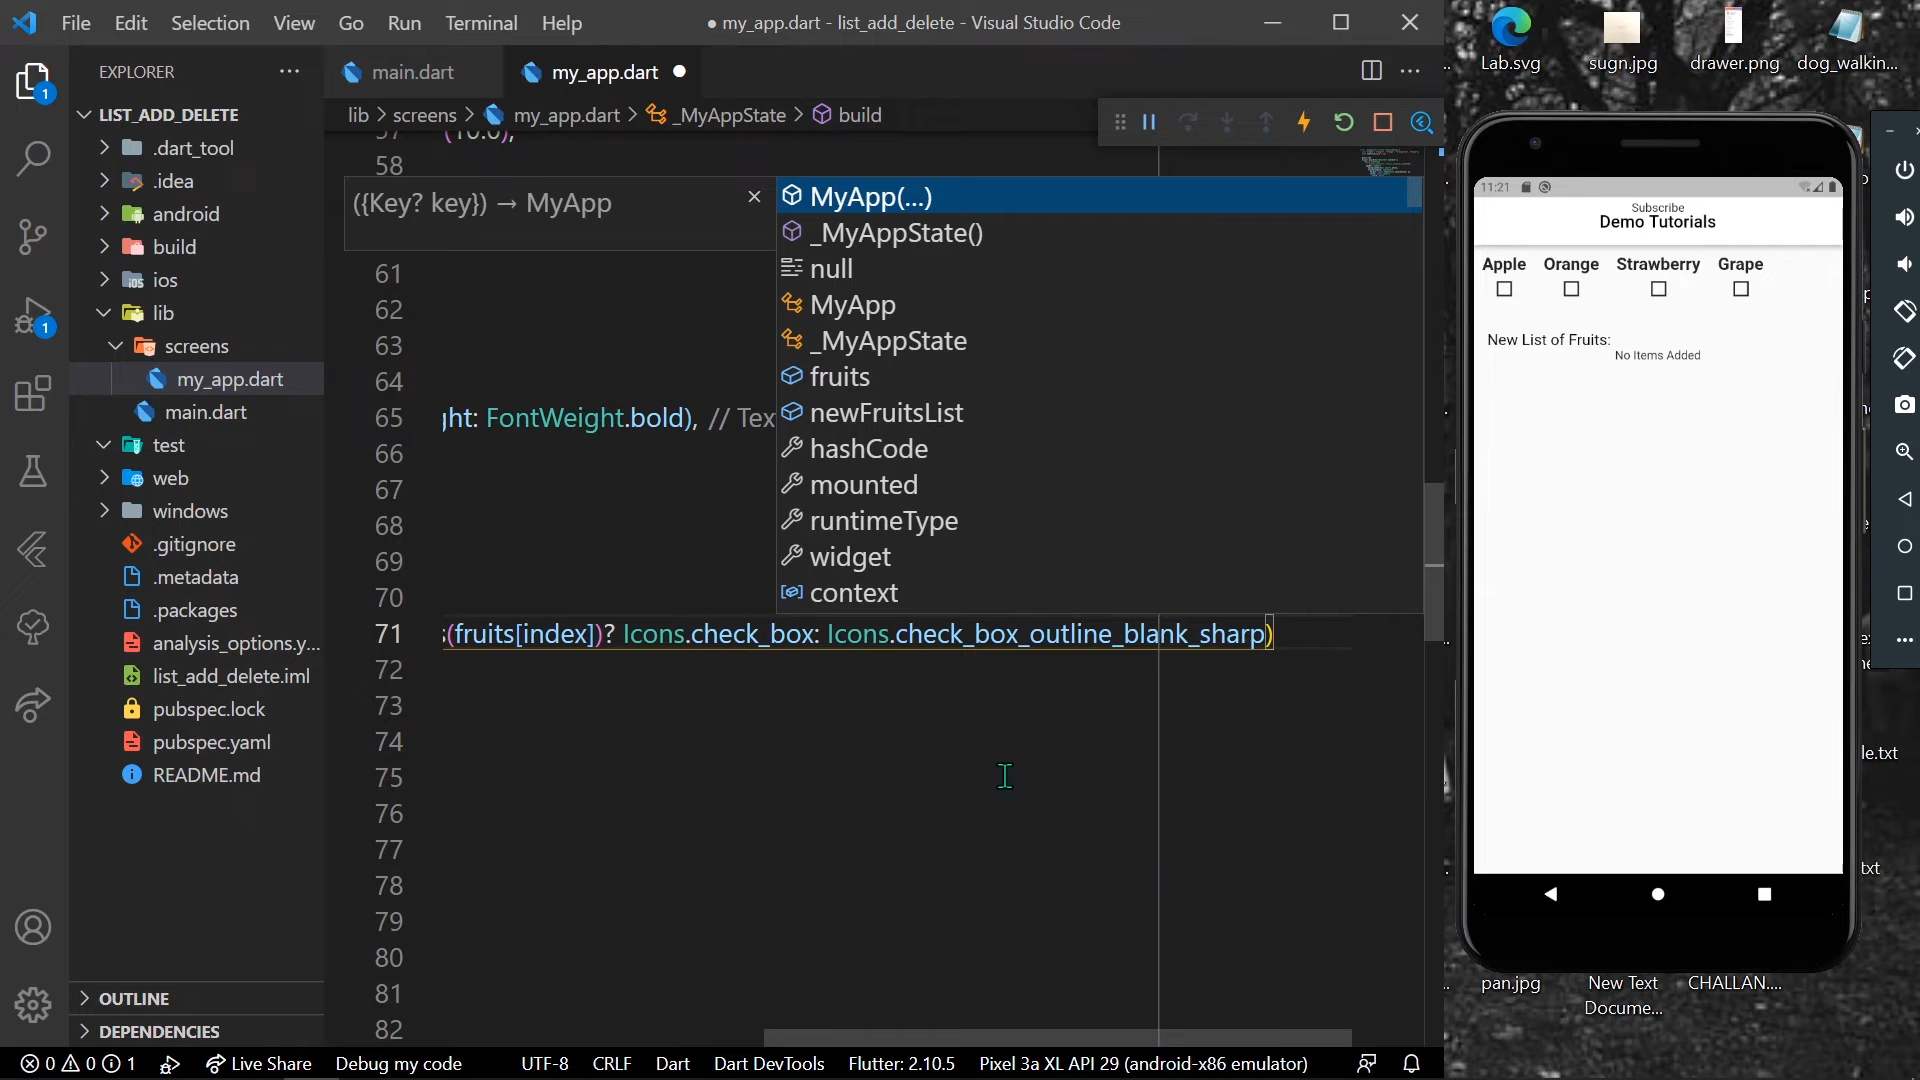 File Edit Selection View Go Run Terminal Help
● my_app.dart - list_add_delete - Visual Studio Code
EXPLORER
LIST_ADD_DELETE
.dart_tool
.idea
android
build
ios
lib
screens
my_app.dart
main.dart
test
web
windows
.gitignore
.metadata
.packages
analysis_options.y...
list_add_delete.iml
pubspec.lock
pubspec.yaml
README.md
OUTLINE
DEPENDENCIES
1
1
main.dart
my_app.dart
lib > screens > my_app.dart > _MyAppState > build
57
58
({Key? key}) → MyApp
MyApp(...)
_MyAppState()
null
MyApp
_MyAppState
fruits
newFruitsList
hashCode
mounted
runtimeType
widget
context
61
62
63
64
65 ght: FontWeight.bold), // Tex
66
67
68
69
70
71 s(fruits[index])? Icons.check_box: Icons.check_box_outline_blank_sharp)
72
73
74
75
76
77
78
79
80
81
82
0 0 1 Live Share Debug my code UTF-8 CRLF Dart Dart DevTools Flutter: 2.10.5 Pixel 3a XL API 29 (android-x86 emulator)
Lab.svg
sugn.jpg
drawer.png
dog_walkin...
11:21
Subscribe
Demo Tutorials
Apple Orange Strawberry Grape
New List of Fruits:
No Items Added
le.txt
txt
pan.jpg
New Text
Docume...
CHALLAN....